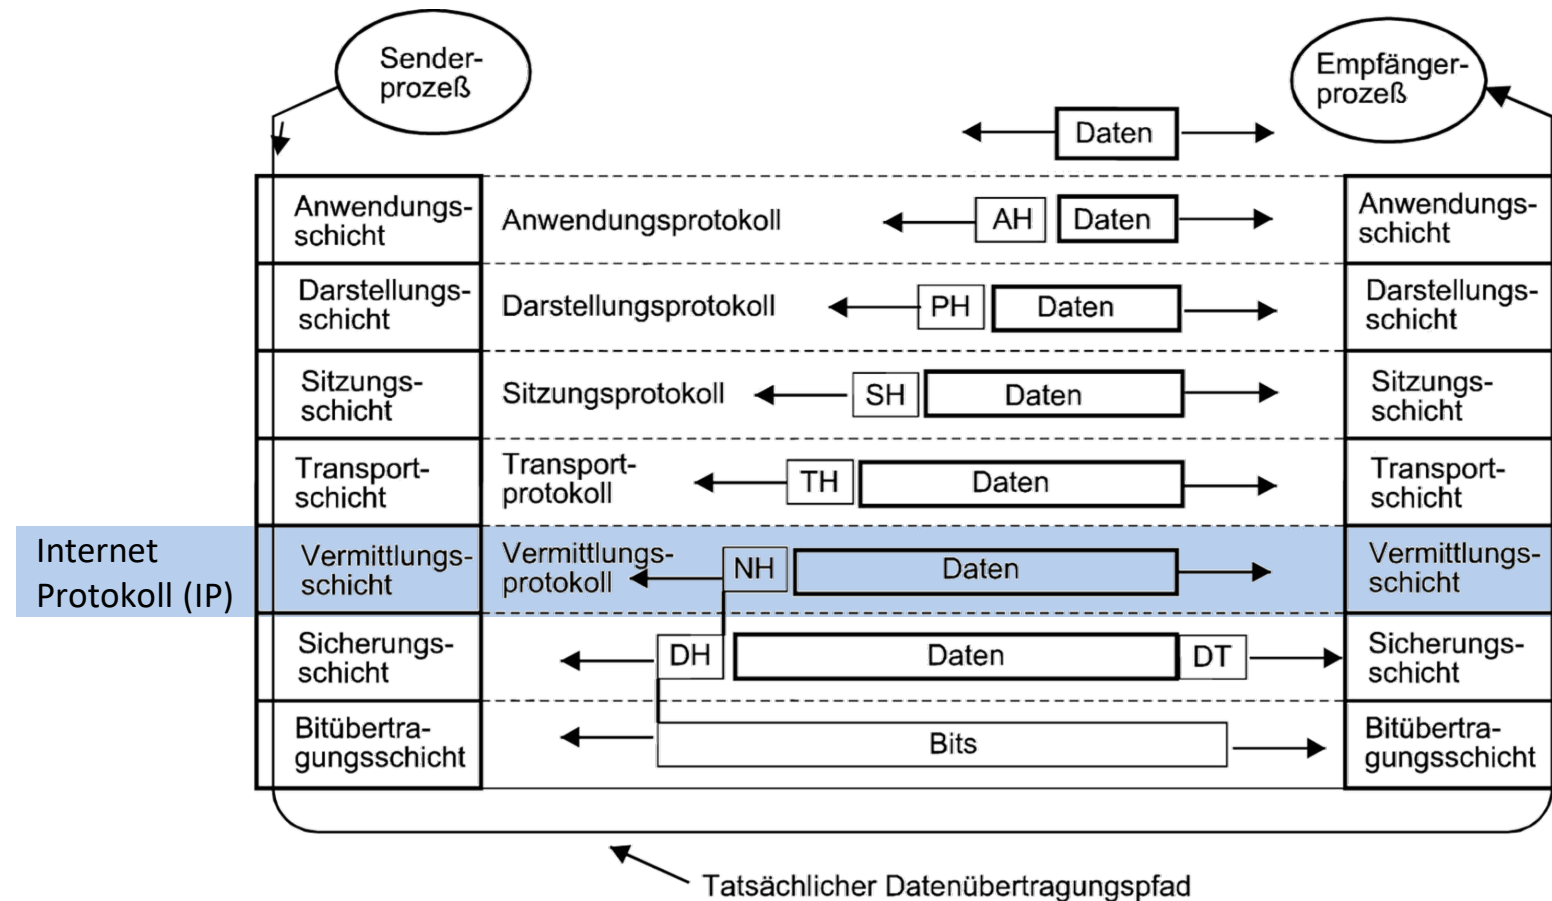 Sender-
prozeß
Empfänger-
prozeß
Daten
Anwendungs-
schicht
Anwendungsprotokoll
AH
Daten
Anwendungs-
schicht
Darstellungs-
schicht
Darstellungsprotokoll
PH
Daten
Darstellungs-
schicht
Sitzungs-
schicht
Sitzungsprotokoll
SH
Daten
Sitzungs-
schicht
Transport-
schicht
Transport-
protokoll
TH
Daten
Transport-
schicht
Internet
Protokoll (IP)
Vermittlungs-
schicht
Vermittlungs-
protokoll
NH
Daten
Vermittlungs-
schicht
Sicherungs-
schicht
DH
Daten
DT
Sicherungs-
schicht
Bitübertra-
gungsschicht
Bits
Bitübertra-
gungsschicht
Tatsächlicher Datenübertragungspfad